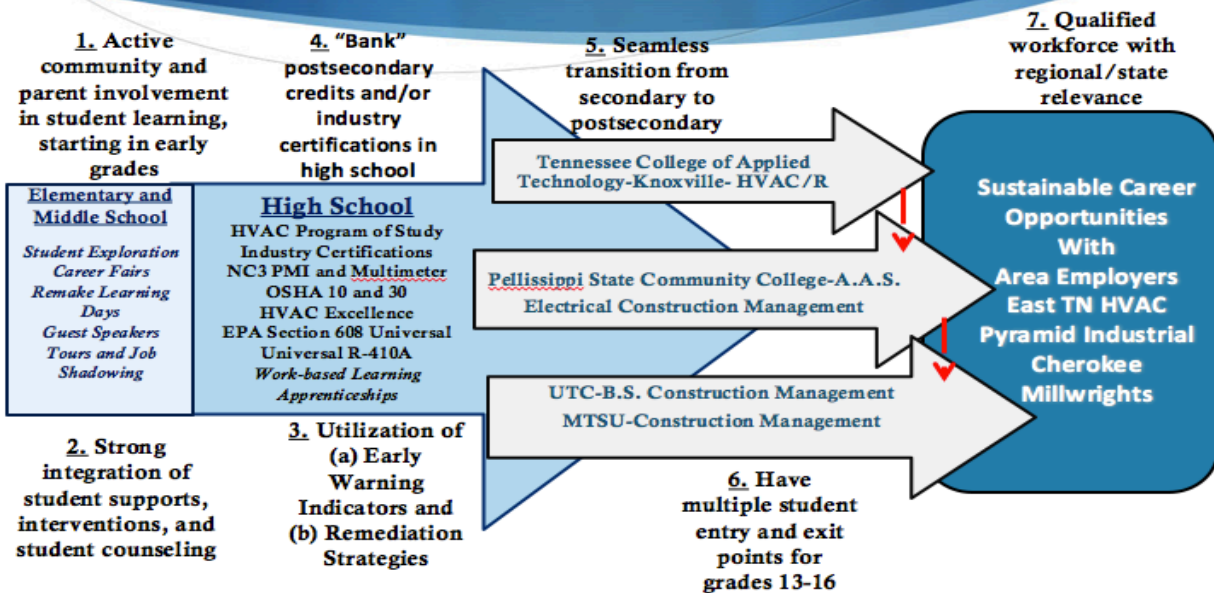 1. Active
community and
parent involvement
in student learning,
starting in early
grades
4. “Bank”
postsecondary
credits and/or
industry
certifications in
high school
5. Seamless
transition from
secondary to
postsecondary
7. Qualified
workforce with
regional/state
relevance
Elementary and
Middle School
Student Exploration
Career Fairs
Remake Learning
Days
Guest Speakers
Tours and Job
Shadowing
High School
HVAC Program of Study
Industry Certifications
NC3 PMI and Multimeter
OSHA 10 and 30
HVAC Excellence
EPA Section 608 Universal
Universal R-410A
Work-based Learning
Apprenticeships
Tennessee College of Applied
Technology-Knoxville- HVAC/R
Pellissippi State Community College-A.A.S.
Electrical Construction Management
UTC-B.S. Construction Management
MTSU-Construction Management
Sustainable Career
Opportunities
With
Area Employers
East TN HVAC
Pyramid Industrial
Cherokee
Millwrights
2. Strong
integration of
student supports,
interventions, and
student counseling
3. Utilization of
(a) Early
Warning
Indicators and
(b) Remediation
Strategies
6. Have
multiple student
entry and exit
points for
grades 13-16